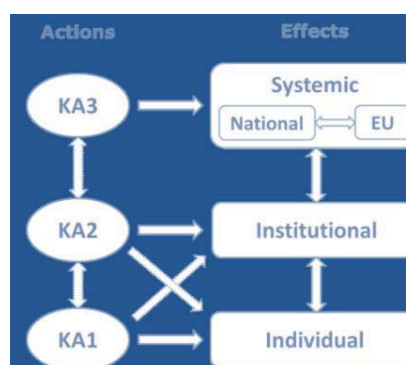 Actions Effects
KA3
Systemic
National EU
KA2 Institutional
KA1 Individual